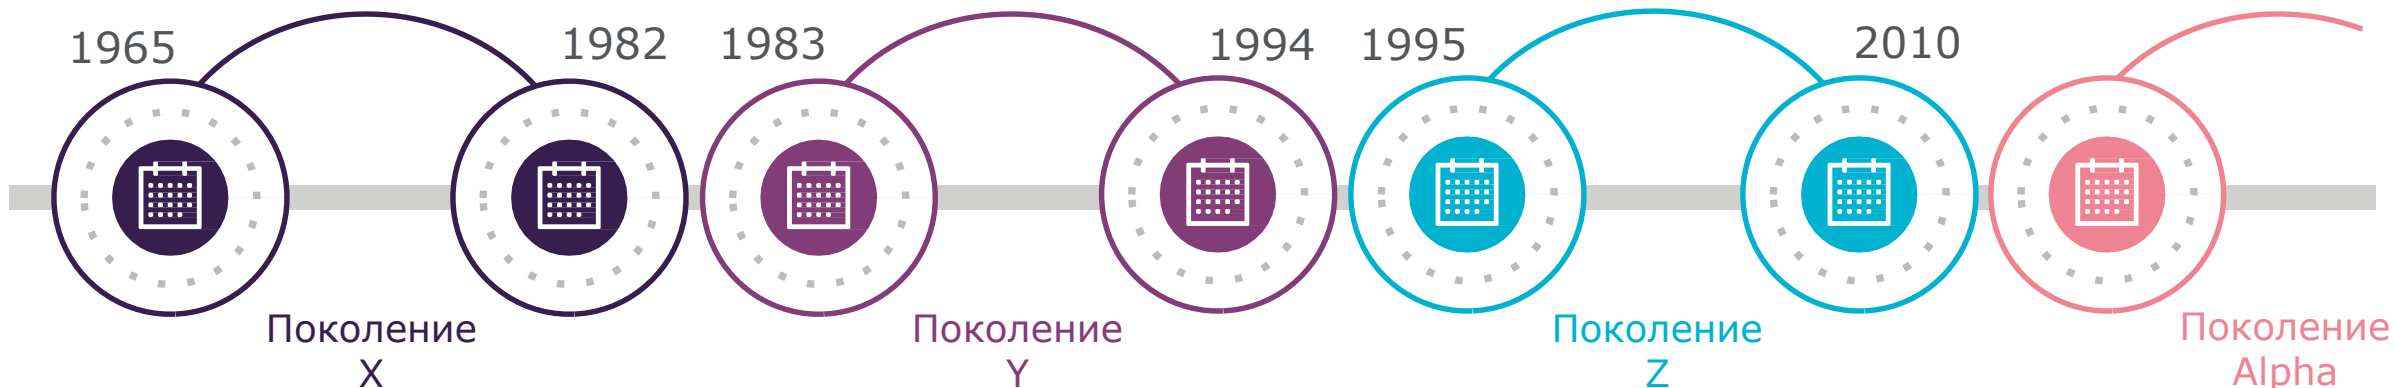 1965
1982
1983
1994
1995
2010
Поколение
X
Поколение
Y
Поколение
Z
Поколение
Alpha